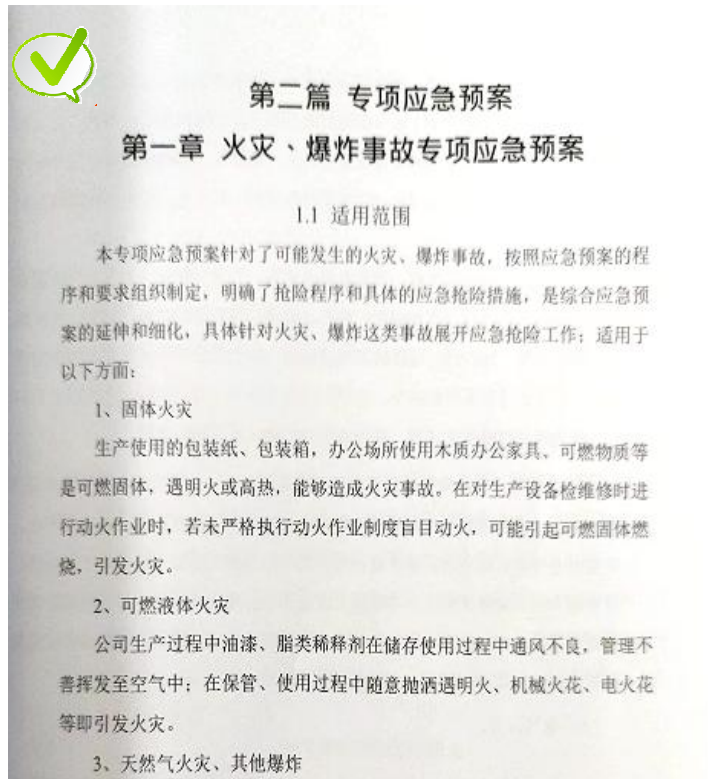 第二篇 专项应急预案
第一章 火灾、爆炸事故专项应急预案
1.1 适用范围
本专项应急预案针对了可能发生的火灾、爆炸事故，按照应急预案的程
序和要求组织制定，明确了抢险程序和具体的应急抢险措施，是综合应急预
案的延伸和细化，具体针对火灾、爆炸这类事故展开应急抢险工作；适用于
以下方面：
1、固体火灾
生产使用的包装纸、包装箱，办公场所使用木质办公家具、可燃物质等
是可燃固体，遇明火或高热，能够造成火灾事故。在对生产设备检维修时进
行动火作业时，若未严格执行动火作业制度盲目动火，可能引起可燃固体燃
烧，引发火灾。
2、可燃液体火灾
公司生产过程中油漆、脂类稀释剂在储存使用过程中通风不良，管理不
善挥发至空气中；在保管、使用过程中随意抛洒遇明火、机械火花、电火花
等即引发火灾。
3、天然气火灾、其他爆炸